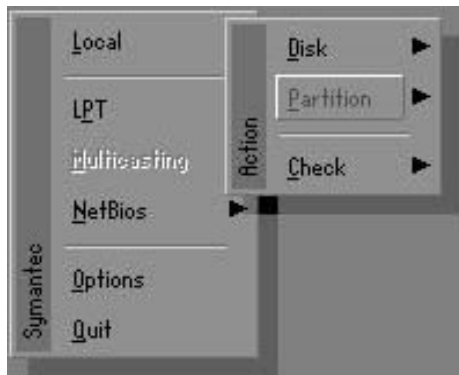 Local
LPT
Multicasting
NetBios
Options
Quit
Symantec
Disk
Partition
Check
Action